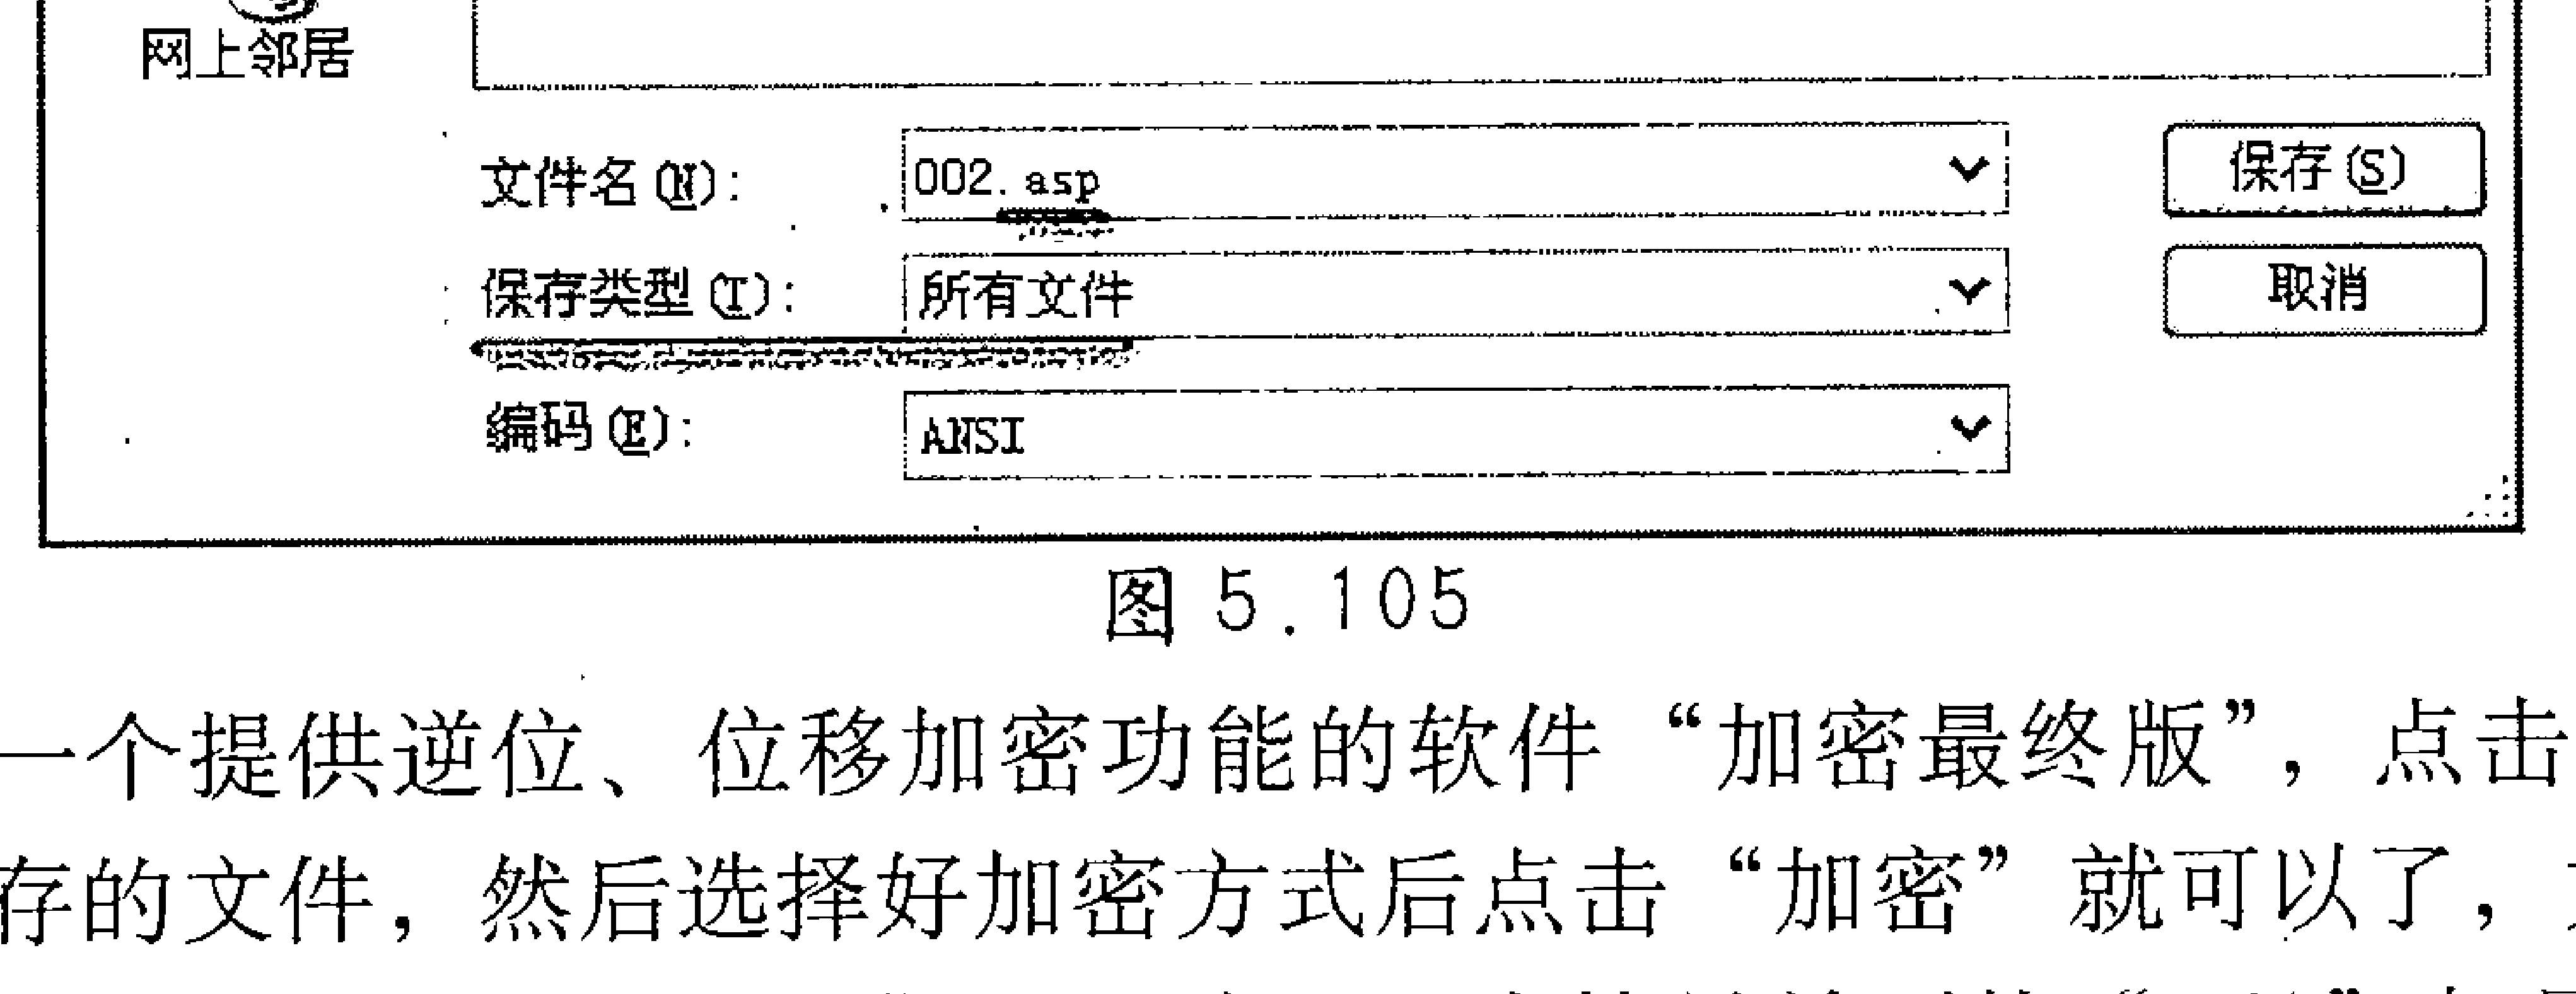 网上邻居
文件名(N): 002.asp 保存(S)
保存类型(T): 所有文件 取消
编码(E): ANSI
图 5.105
一个提供逆位、位移加密功能的软件“加密最终版”，点击
存的文件，然后选择好加密方式后点击“加密”就可以了，